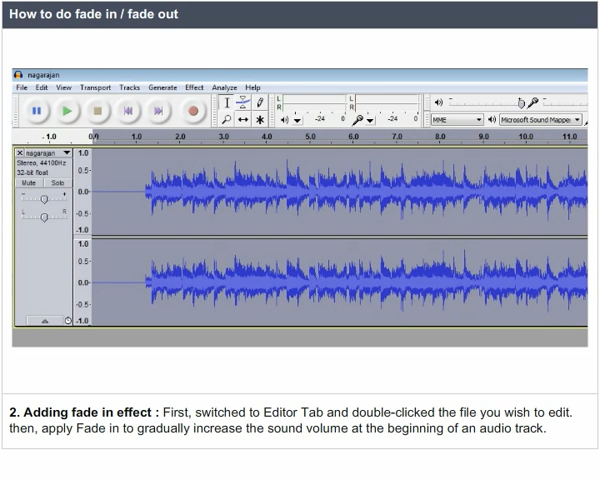 How to do fade in / fade out
nagarajan
File Edit View Transport Tracks Generate Effect Analyze Help
L L
R R
-24 0 -24 0
MME Microsoft Sound Mapper
- 1.0 0.0 1.0 2.0 3.0 4.0 5.0 6.0 7.0 8.0 9.0 10.0 11.0
nagarajan 1.0
Stereo, 44100Hz
32-bit float 0.5
Mute Solo
- + 0.0
L R -0.5
-1.0
1.0
0.5
0.0
-0.5
-1.0
2. Adding fade in effect : First, switched to Editor Tab and double-clicked the file you wish to edit.
then, apply Fade in to gradually increase the sound volume at the beginning of an audio track.